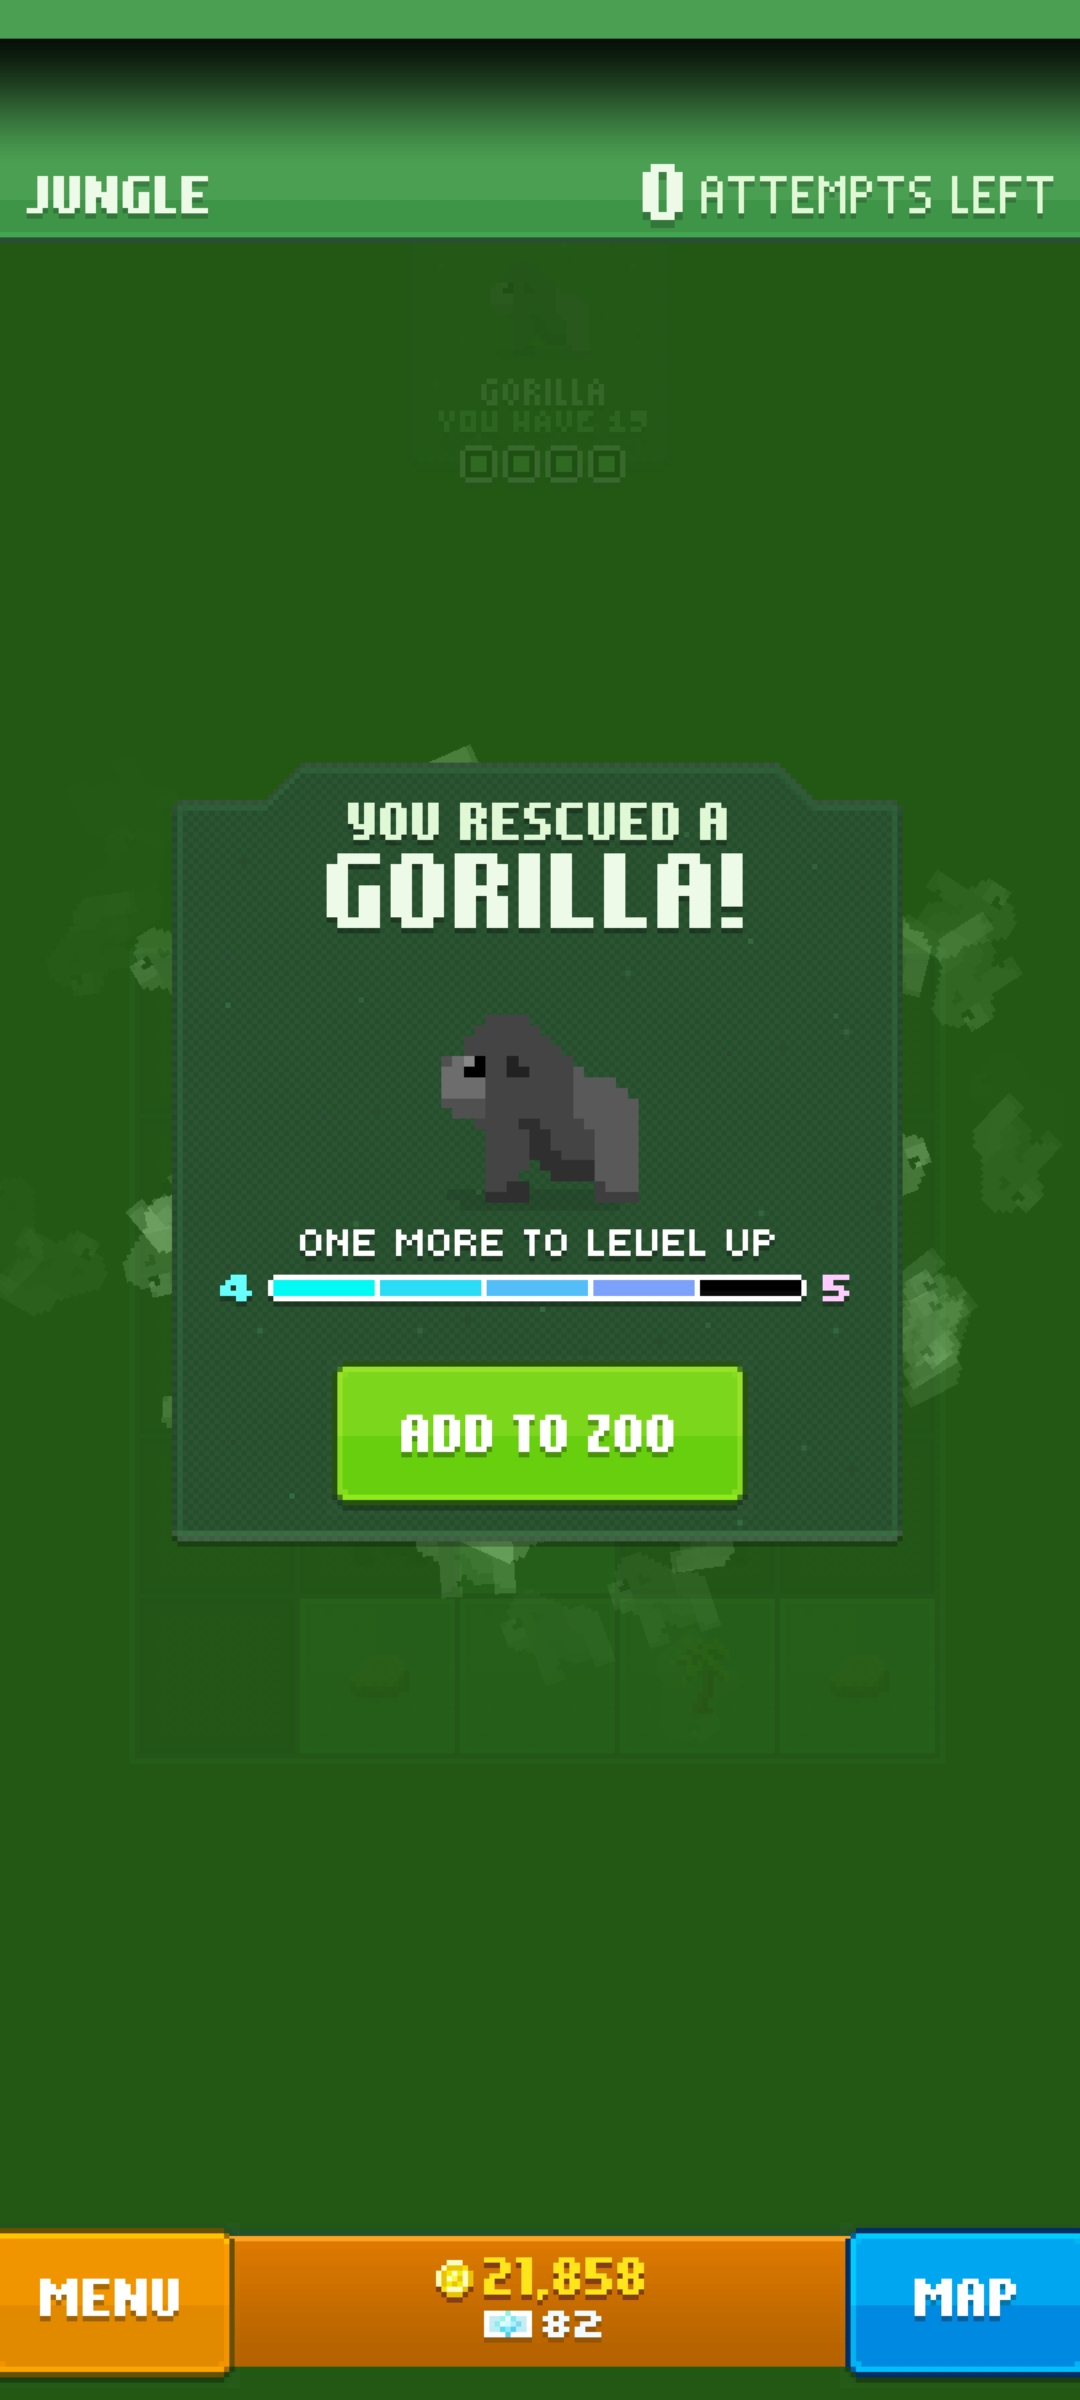 JUNGLE
0 ATTEMPTS LEFT
GORILLA
YOU HAVE 19
YOU RESCUED A
GORILLA!
ONE MORE TO LEVEL UP
4 5
ADD TO ZOO
MENU
21,858
82
MAP